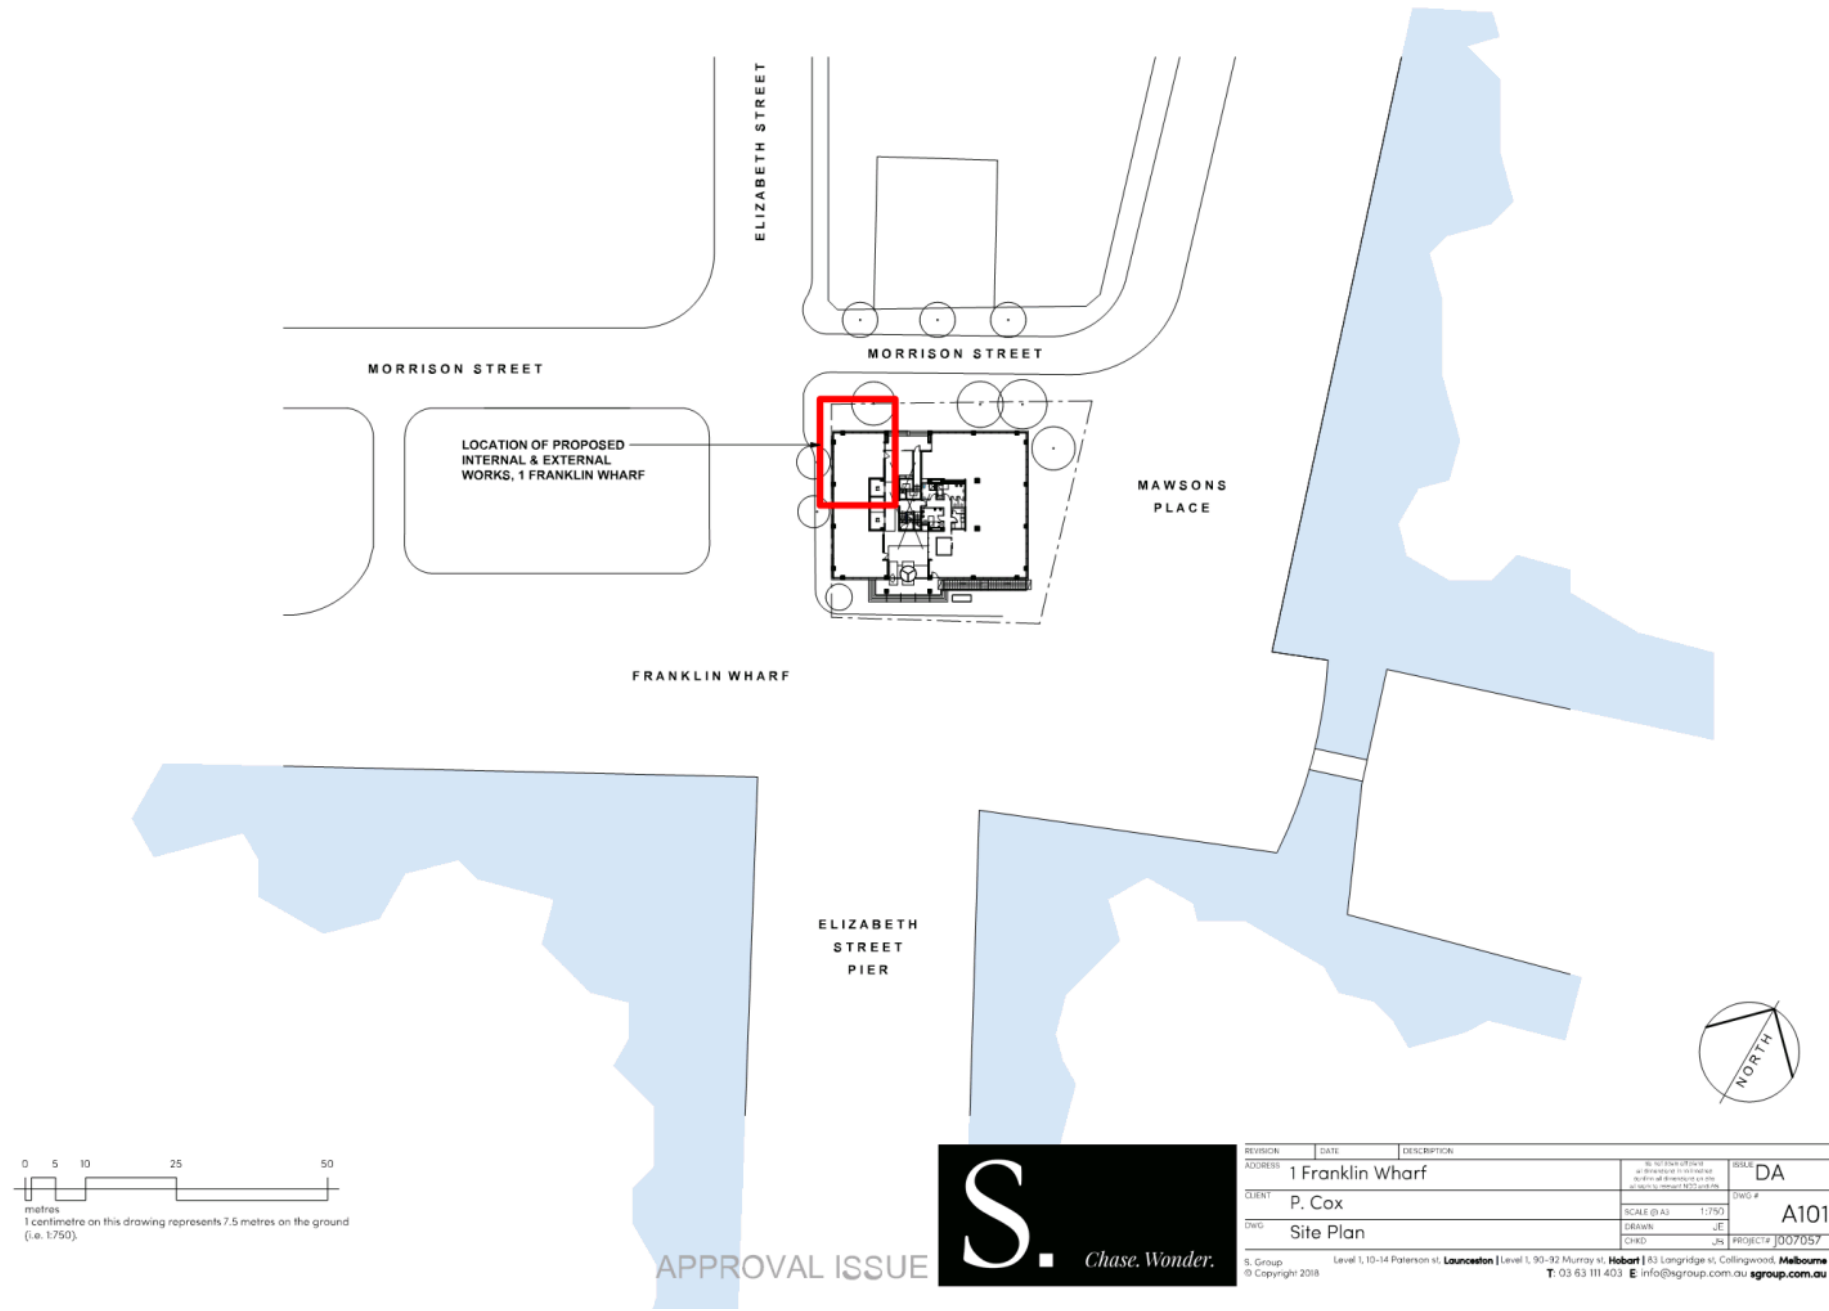 ELIZABETH STREET
MORRISON STREET
MORRISON STREET
LOCATION OF PROPOSED
INTERNAL & EXTERNAL
WORKS, 1 FRANKLIN WHARF
MAWSONS
PLACE
FRANKLIN WHARF
ELIZABETH
STREET
PIER
NORTH
0 5 10 25 50
metres
1 centimetre on this drawing represents 7.5 metres on the ground
(i.e. 1:750).
APPROVAL ISSUE
S.
Chase. Wonder.
REVISION DATE DESCRIPTION
ADDRESS 1 Franklin Wharf
ISSUE DA
CLIENT P. Cox
DWG # A101
SCALE @ A3 1:750
DWG Site Plan
DRAWN JE
CHKD JB
PROJECT# J007057
S. Group
© Copyright 2018
Level 1, 10-14 Paterson st, Launceston | Level 1, 90-92 Murray st, Hobart | 83 Langridge st, Collingwood, Melbourne
T: 03 63 111 403 E: info@sgroup.com.au sgroup.com.au